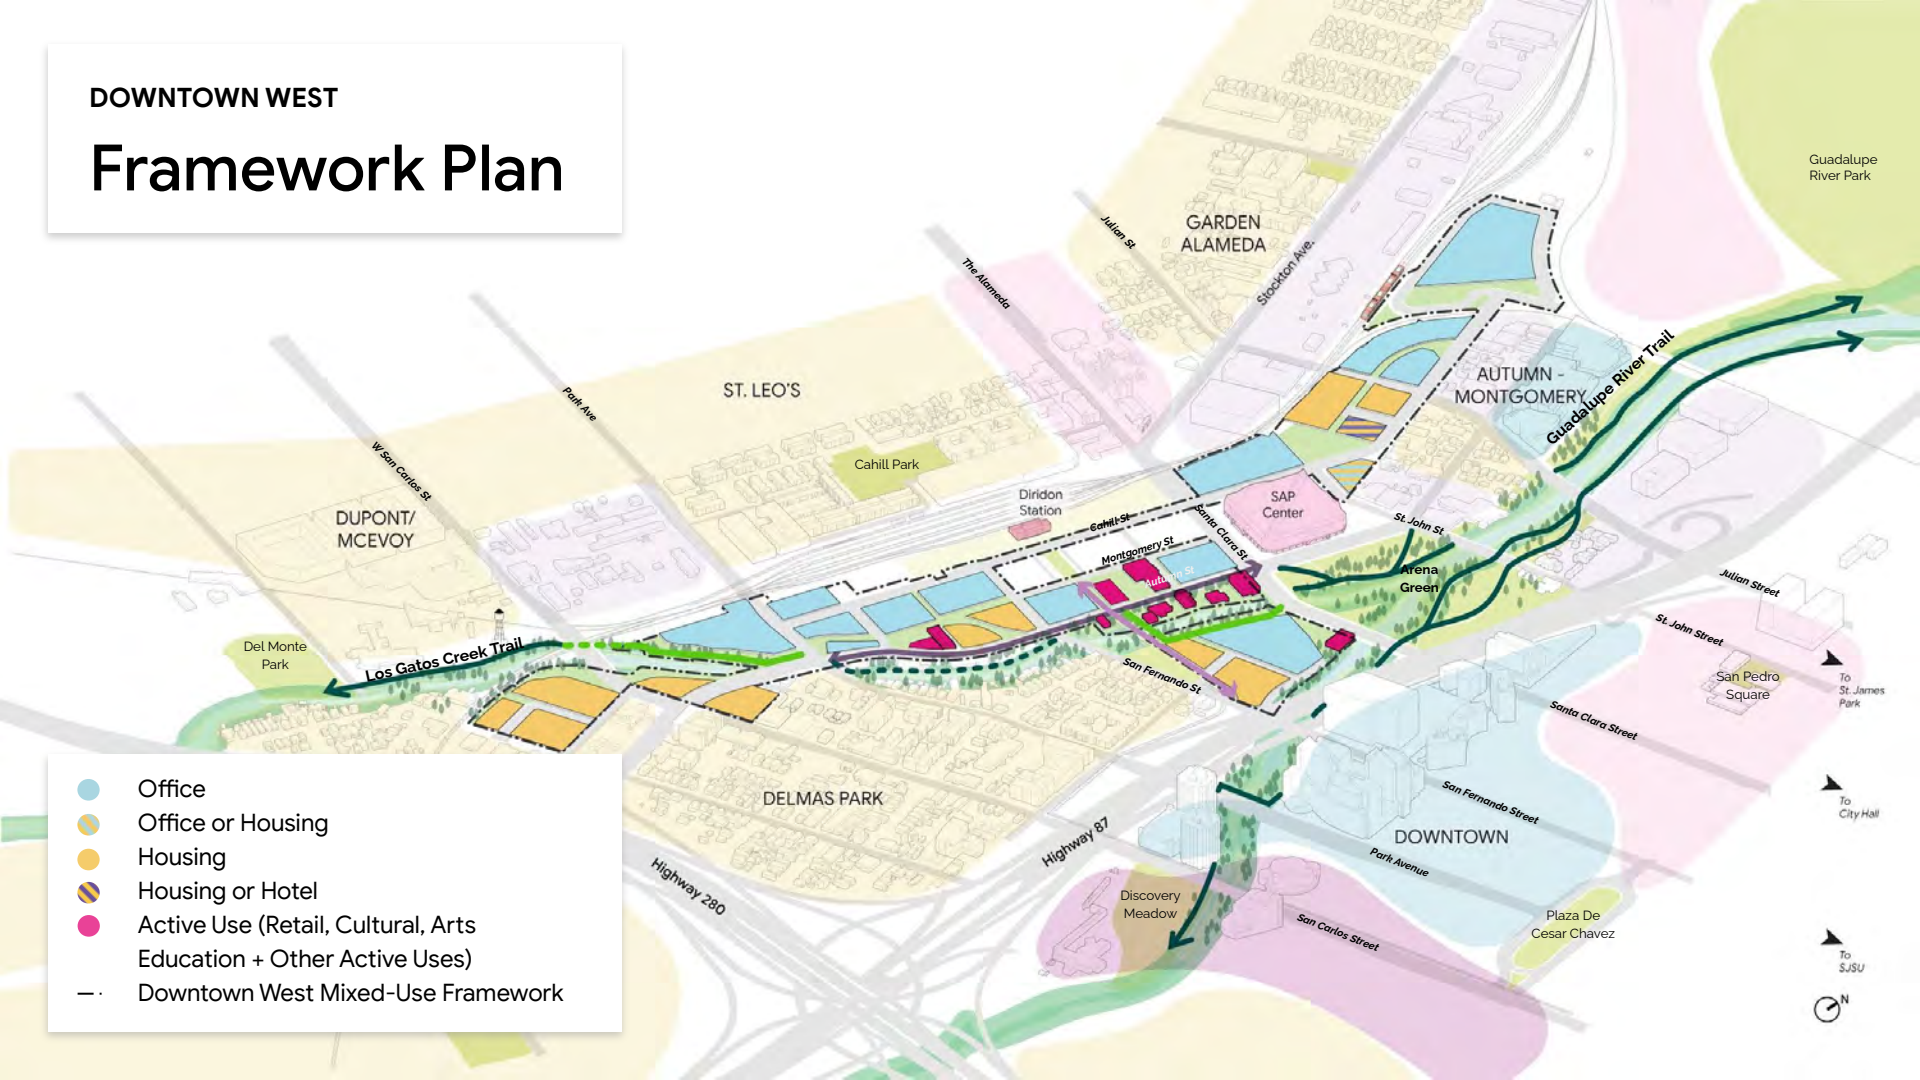 DOWNTOWN WEST
Framework Plan
Guadalupe
River Park
GARDEN
ALAMEDA
Julian St
The Alameda
Stockton Ave.
Guadalupe River Trail
AUTUMN -
MONTGOMERY
ST. LEO'S
Park Ave
W San Carlos St
Cahill Park
DUPONT/
MCEVOY
Diridon
Station
SAP
Center
Cahill St
Santa Clara St
St. John St
Montgomery St
Autumn St
Arena
Green
Julian Street
St. John Street
Del Monte
Park
Los Gatos Creek Trail
San Fernando St
San Pedro
Square
To
St. James
Park
Santa Clara Street
Office
Office or Housing
Housing
Housing or Hotel
Active Use (Retail, Cultural, Arts
Education + Other Active Uses)
Downtown West Mixed-Use Framework
DELMAS PARK
Highway 87
Highway 280
San Fernando Street
DOWNTOWN
Park Avenue
To
City Hall
Discovery
Meadow
San Carlos Street
Plaza De
Cesar Chavez
To
SJSU
N